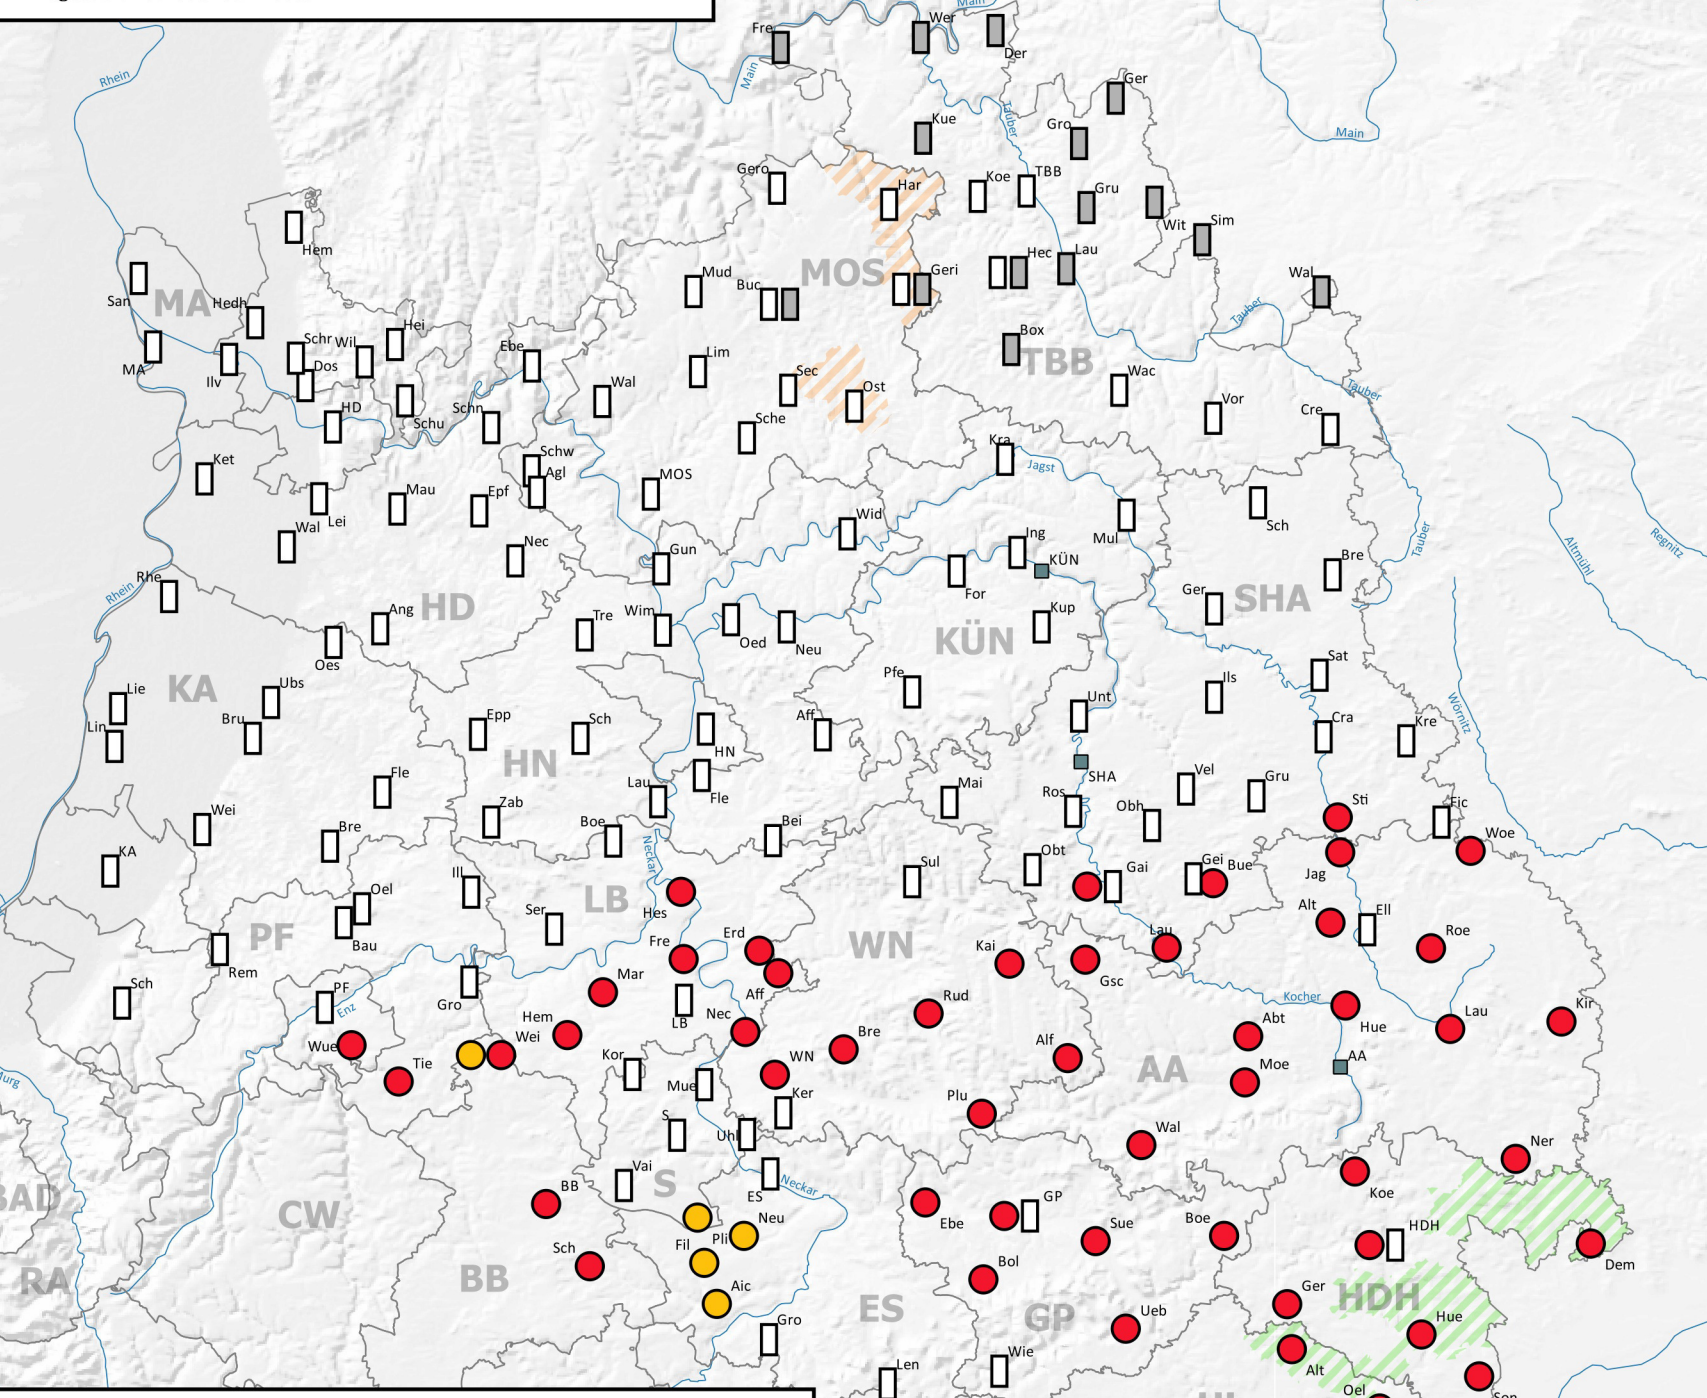 Main
Wer
Fre
Der
Main
Rhein
Ger
Tauber
Kue
Gro
Main
Gero
Har
Koe
TBB
Gru
Wit
Sim
Hem
MOS
Mud
Buc
Geri
Hec
Lau
Wal
San
MA
Hedh
Tauber
Hei
Schr
Wil
Dos
MA
Ilv
Ebe
Lim
Box
TBB
Sec
Ost
Wal
Wac
Tauber
HD
Schu
Schn
Sche
Vor
Cre
Kra
Jagst
Ket
Schw
Agl
MOS
Mau
Epf
Lei
Wal
Nec
Wid
Gun
Mul
Sch
Tauber
Regnitz
Altmühl
Ing
KÜN
Bre
Rhe
Rhein
For
Ang
HD
Tre
Wim
Oed
Neu
Kup
KÜN
Ger
SHA
Oes
Sat
KA
Lie
Ubs
Pfe
Ils
Unt
Wörnitz
Lin
Bru
Epp
Sch
HN
Aff
Cra
Kre
HN
Fle
Lau
Fle
Mai
SHA
Vel
Gru
Ros
Obh
Sti
Fic
Woe
Wei
Zab
Boe
Bei
Bre
Neckar
KA
Oel
Ill
LB
Sul
Obt
Gai
Gei
Bue
Jag
Hes
Ser
PF
Bau
Rem
Fre
Erd
WN
Kai
Lau
Alt
Ell
Roe
Sch
PF
Enz
Gro
Mar
Aff
Gsc
Kocher
LB
Nec
Rud
Hem
Wei
Bre
Abt
Hue
Lau
Kir
Wue
Tie
Kor
WN
Alf
Moe
AA
AA
Murg
Mue
Ker
Plu
S
Uhl
Wal
Ner
Vai
S
ES
Neckar
BB
Koe
BAD
CW
Pli
Neu
Ebe
GP
Sue
Boe
HDH
Sch
Fil
Bol
Dem
RA
BB
Aic
ES
GP
Ueb
Ger
HDH
Hue
Gro
Len
Wie
Alt
Oel